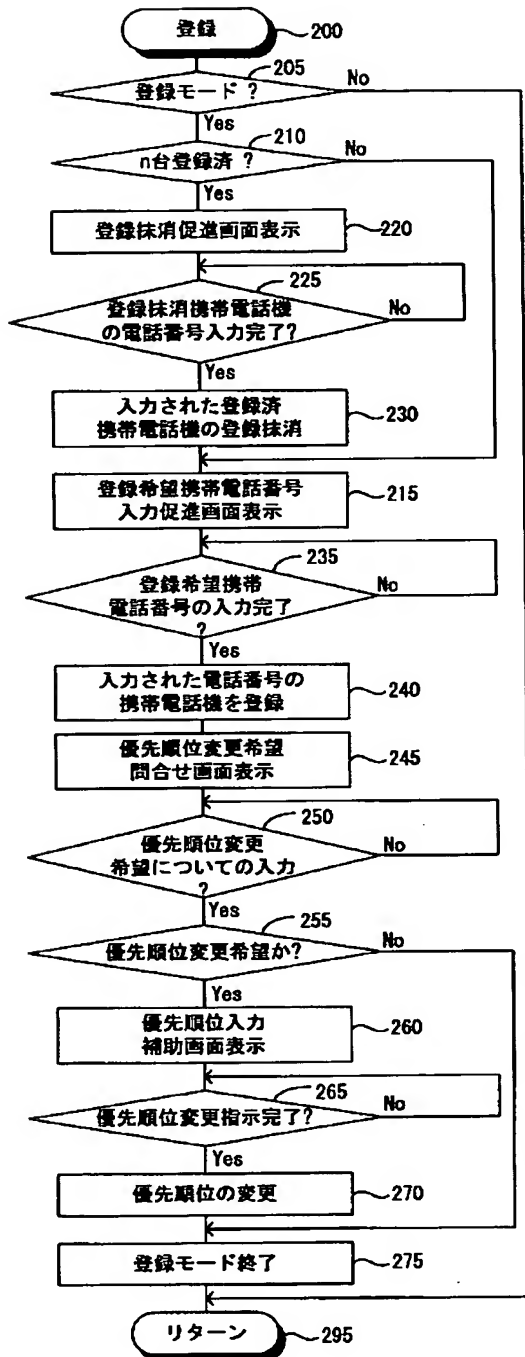 登録
200
205
登録モード ?
No
Yes
210
n台登録済 ?
No
Yes
登録抹消促進画面表示
220
225
登録抹消携帯電話機
の電話番号入力完了?
No
Yes
入力された登録済
携帯電話機の登録抹消
230
登録希望携帯電話番号
入力促進画面表示
215
235
登録希望携帯
電話番号の入力完了
?
No
Yes
入力された電話番号の
携帯電話機を登録
240
優先順位変更希望
問合せ画面表示
245
250
優先順位変更
希望についての入力
?
No
Yes
255
優先順位変更希望か?
No
Yes
優先順位入力
補助画面表示
260
265
優先順位変更指示完了?
No
Yes
優先順位の変更
270
登録モード終了
275
リターン
295